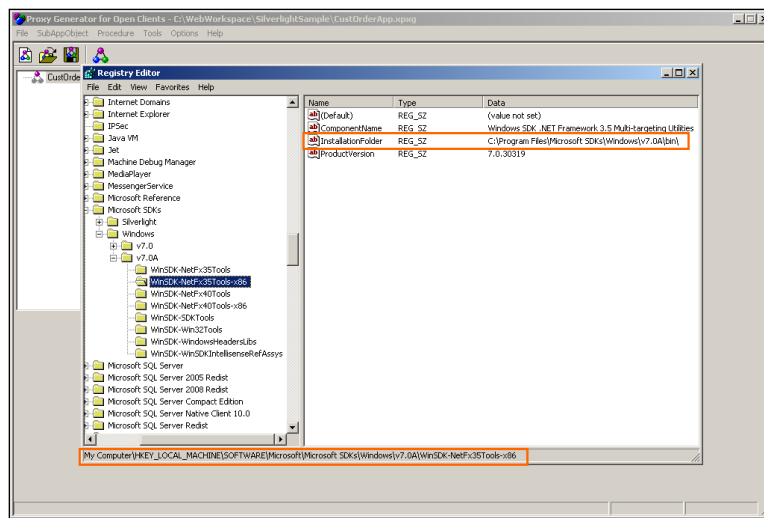 Proxy Generator for Open Clients - C:\WebWorkspace\SilverlightSample\CustOrderApp.xpxg
File SubAppObject Procedure Tools Options Help
CustOrde
Registry Editor
File Edit View Favorites Help
Internet Domains
Internet Explorer
IPSec
Java VM
Jet
Machine Debug Manager
MediaPlayer
MessengerService
Microsoft Reference
Microsoft SDKs
Silverlight
Windows
v7.0
v7.0A
WinSDK-NetFx35Tools
WinSDK-NetFx35Tools-x86
WinSDK-NetFx40Tools
WinSDK-NetFx40Tools-x86
WinSDK-SDKTools
WinSDK-Win32Tools
WinSDK-WindowsHeadersLibs
WinSDK-WinSDKIntellisenseRefAssys
Microsoft SQL Server
Microsoft SQL Server 2005 Redist
Microsoft SQL Server 2008 Redist
Microsoft SQL Server Compact Edition
Microsoft SQL Server Native Client 10.0
Microsoft SQL Server Redist
Name Type Data
(Default) REG_SZ (value not set)
ComponentName REG_SZ Windows SDK .NET Framework 3.5 Multi-targeting Utilities
InstallationFolder REG_SZ C:\Program Files\Microsoft SDKs\Windows\v7.0A\bin\
ProductVersion REG_SZ 7.0.30319
My Computer\HKEY_LOCAL_MACHINE\SOFTWARE\Microsoft\Microsoft SDKs\Windows\v7.0A\WinSDK-NetFx35Tools-x86